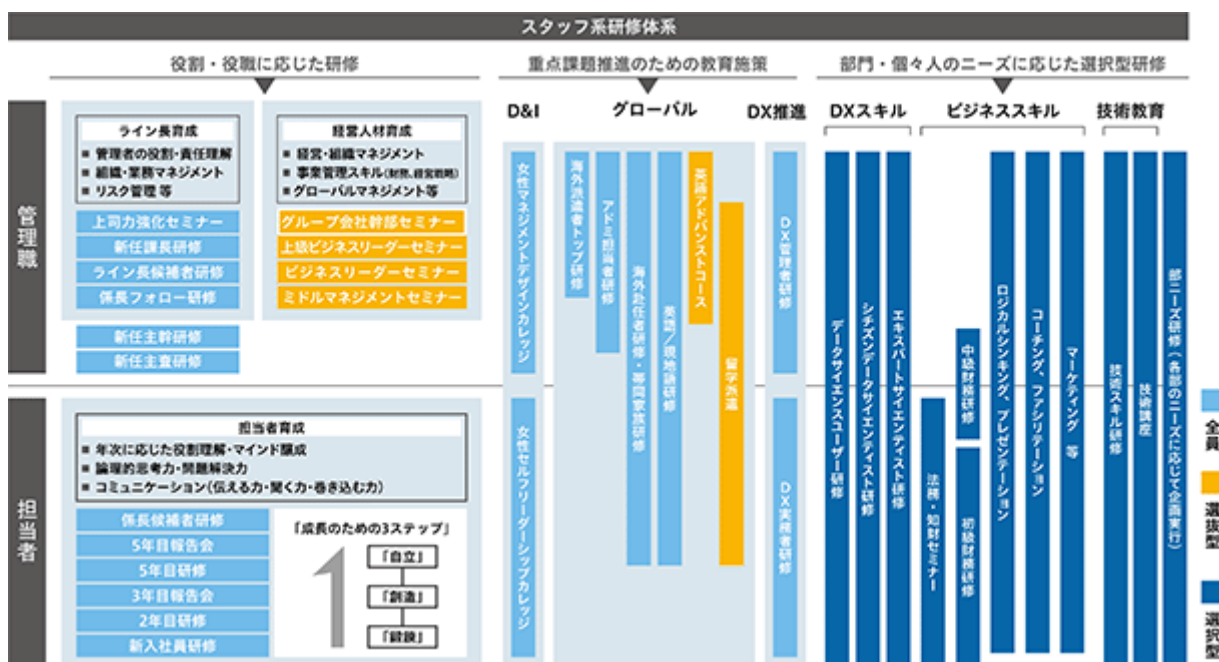 スタッフ系研修体系
役割・役職に応じた研修
重点課題推進のための教育施策
部門・個々人のニーズに応じた選択型研修
D&I
グローバル
DX推進
DXスキル
ビジネススキル
技術教育
管理職
ライン長育成
■ 管理者の役割・責任理解
■ 組織・業務マネジメント
■ リスク管理 等
上司力強化セミナー
新任課長研修
ライン長候補者研修
係長フォロー研修
新任主幹研修
新任主査研修
経営人材育成
■ 経営・組織マネジメント
■ 事業管理スキル(財務、経営戦略)
■ グローバルマネジメント等
グループ会社幹部セミナー
上級ビジネスリーダーセミナー
ビジネスリーダーセミナー
ミドルマネジメントセミナー
担当者
担当者育成
■ 年次に応じた役割理解・マインド醸成
■ 論理的思考力・問題解決力
■ コミュニケーション(伝える力・聞く力・巻き込む力)
係長候補者研修
5年目報告会
5年目研修
3年目報告会
2年目研修
新入社員研修
「成長のための3ステップ」
「自立」
「創造」
「鍛錬」
女性マネジメントデザインカレッジ
女性セルフリーダーシップカレッジ
海外派遣者トップ研修
アドミ担当者研修
海外赴任者研修・帯同家族研修
英語/現地語研修
英語アドバンストコース
留学派遣
DX管理者研修
DX実務者研修
データサイエンスユーザー研修
シチズンデータサイエンティスト研修
エキスパートサイエンティスト研修
法務・知財セミナー
中級財務研修
初級財務研修
ロジカルシンキング、プレゼンテーション
コーチング、ファシリテーション
マーケティング 等
技術スキル研修
技術講座
部ニーズ研修(各部のニーズに応じて企画実行)
全員
選抜型
選択型